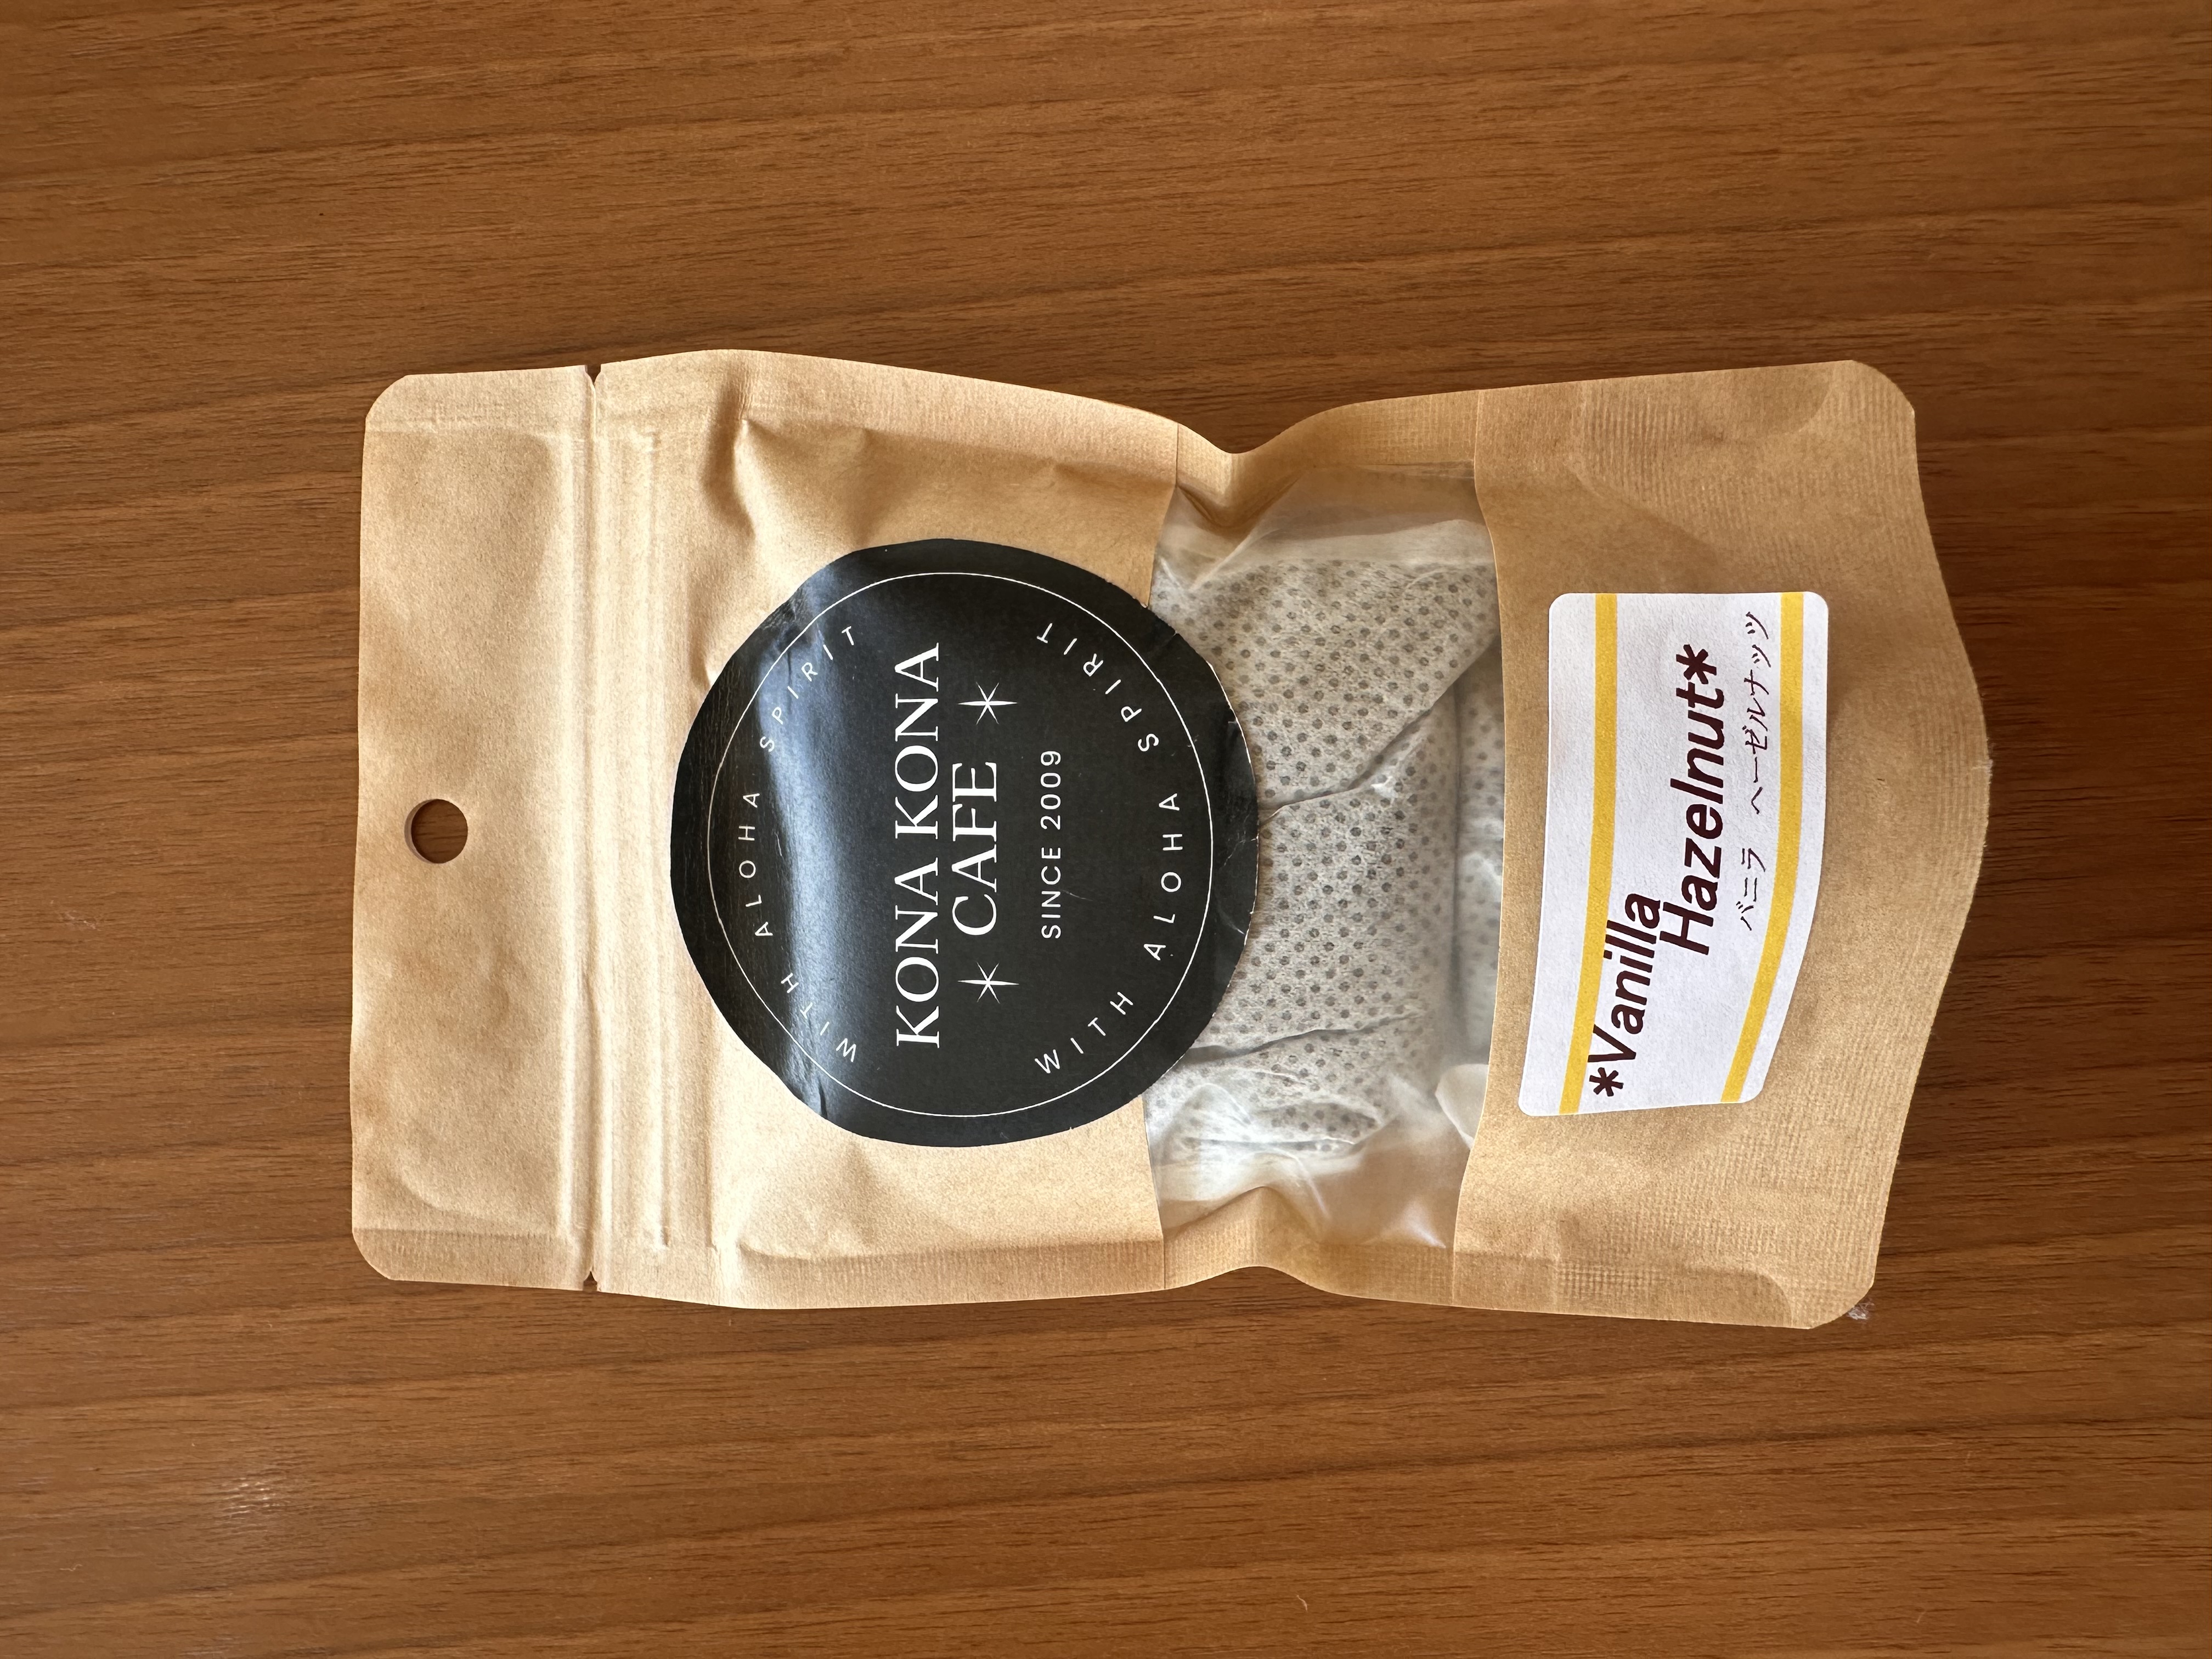 WITH ALOHA SPIRIT
KONA KONA
CAFE
SINCE 2009
WITH ALOHA SPIRIT
*Vanilla
Hazelnut*
バニラ ヘーゼルナッツ